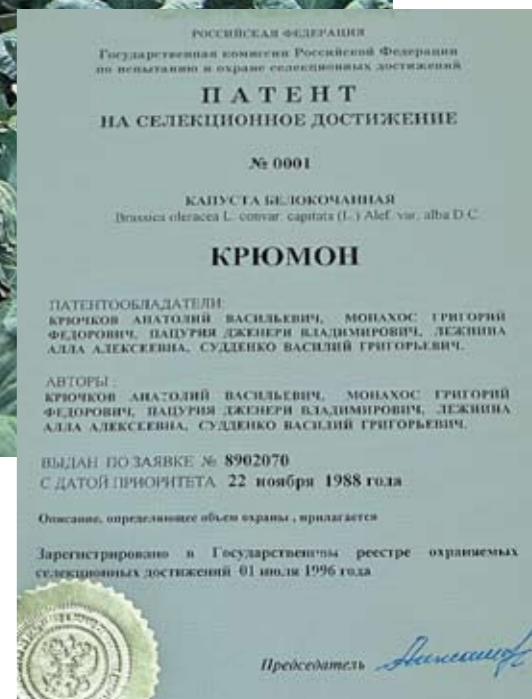 РОССИЙСКАЯ ФЕДЕРАЦИЯ
Государственная комиссия Российской Федерации
по испытанию и охране селекционных достижений
ПАТЕНТ
НА СЕЛЕКЦИОННОЕ ДОСТИЖЕНИЕ
№ 0001
КАПУСТА БЕЛОКОЧАННАЯ
Brassica oleracea L. convar. capitata (L.) Alef. var. alba D.C.
КРЮМОН
ПАТЕНТООБЛАДАТЕЛИ:
КРЮЧКОВ АНАТОЛИЙ ВАСИЛЬЕВИЧ, МОНАХОС ГРИГОРИЙ
ФЕДОРОВИЧ, ПАЦУРИЯ ДЖЕНЕРИ ВЛАДИМИРОВИЧ, ЛЕЖНИНА
АЛЛА АЛЕКСЕЕВНА, СУДДЕНКО ВАСИЛИЙ ГРИГОРЬЕВИЧ.
АВТОРЫ :
КРЮЧКОВ АНАТОЛИЙ ВАСИЛЬЕВИЧ, МОНАХОС ГРИГОРИЙ
ФЕДОРОВИЧ, ПАЦУРИЯ ДЖЕНЕРИ ВЛАДИМИРОВИЧ, ЛЕЖНИНА
АЛЛА АЛЕКСЕЕВНА, СУДДЕНКО ВАСИЛИЙ ГРИГОРЬЕВИЧ.
ВЫДАН ПО ЗАЯВКЕ № 8902070
С ДАТОЙ ПРИОРИТЕТА 22 ноября 1988 года
Описание, определяющее объем охраны , прилагается
Зарегистрировано в Государственном реестре охраняемых
селекционных достижений 01 июля 1996 года
Председатель